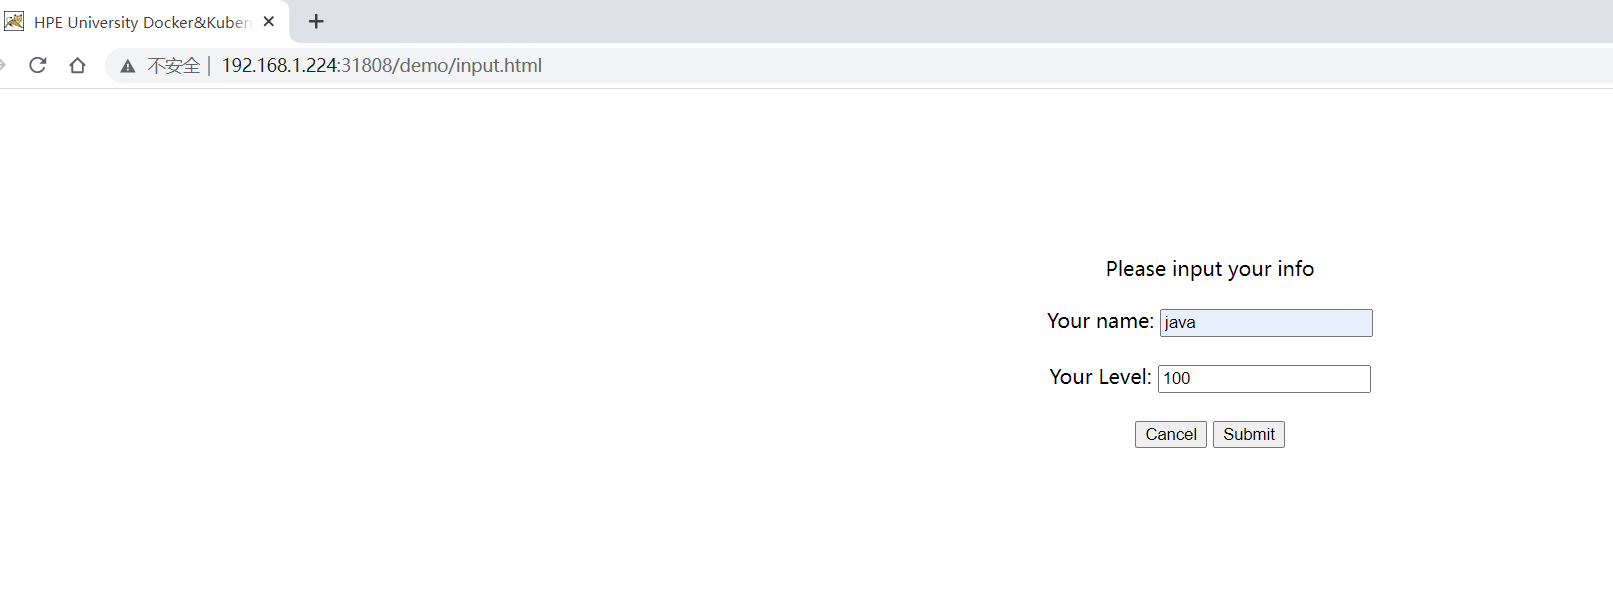 HPE University Docker&Kuber
不安全 | 192.168.1.224:31808/demo/input.html
Please input your info
Your name: java
Your Level: 100
Cancel Submit